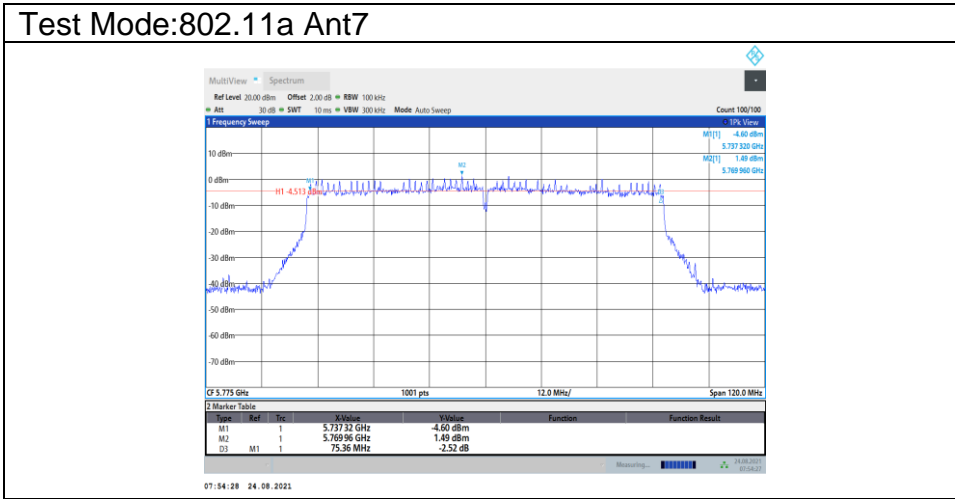 Test Mode:802.11a Ant7
MultiView Spectrum
Ref Level 20.00 dBm Offset 2.00 dB RBW 100 kHz
Att 30 dB SWT 10 ms VBW 300 kHz Mode Auto Sweep Count 100/100
1 Frequency Sweep 1Pk View
M1[1] -4.60 dBm
5.737 320 GHz
M2[1] 1.49 dBm
5.769 960 GHz
10 dBm
M2
0 dBm
M1
H1 -4.513 dBm
-10 dBm
-20 dBm
-30 dBm
-40 dBm
-50 dBm
-60 dBm
-70 dBm
CF 5.775 GHz 1001 pts 12.0 MHz/ Span 120.0 MHz
2 Marker Table
Type Ref Trc X-Value Y-Value Function Function Result
M1 1 5.737 32 GHz -4.60 dBm
M2 1 5.769 96 GHz 1.49 dBm
D3 M1 1 75.36 MHz -2.52 dB
Measuring... 24.08.2021
07:54:27
07:54:28 24.08.2021